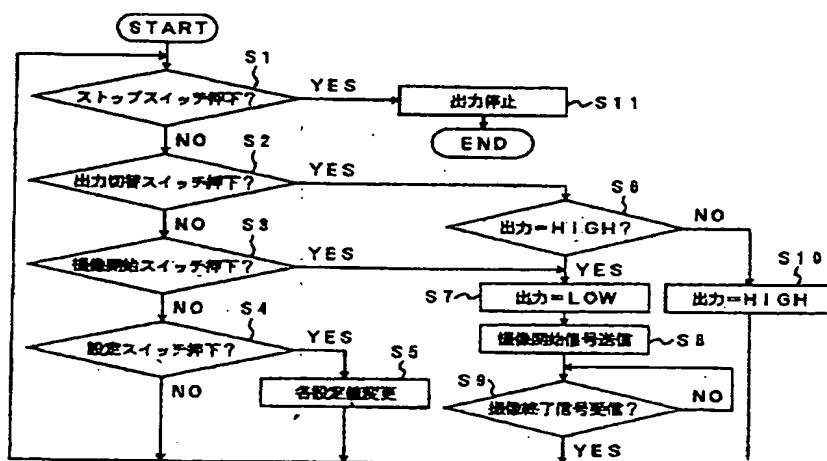 START
S1
ストップスイッチ押下?
YES
出力停止
S11
NO
END
S2
出力切替スイッチ押下?
YES
S6
出力=HIGH?
NO
NO
S3
撮像開始スイッチ押下?
YES
YES
S10
S7
出力=LOW
出力=HIGH
NO
S4
設定スイッチ押下?
YES
撮像開始信号送信
S8
S5
各設定値変更
NO
S9
撮像終了信号受信?
NO
YES